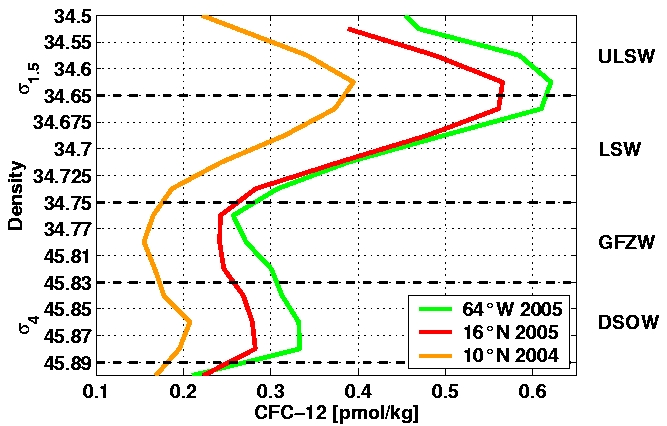 34.5
34.55
34.6
34.65
34.675
34.7
34.725
34.75
34.77
45.81
45.83
45.85
45.87
45.89
σ1.5
Density
σ4
ULSW
LSW
GFZW
DSOW
64°W 2005
16°N 2005
10°N 2004
0.1 0.2 0.3 0.4 0.5 0.6
CFC−12 [pmol/kg]